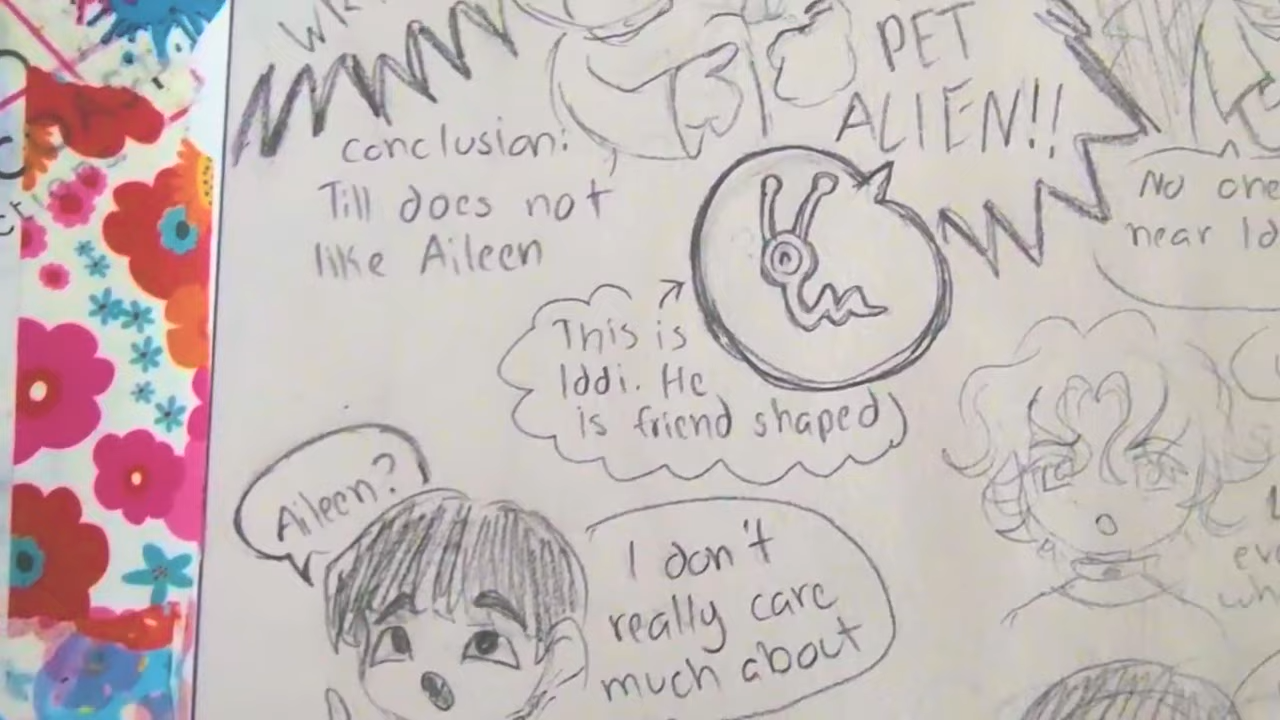 PET
ALIEN!!
conclusion:
Till does not
like Aileen
No one
near
This is
Iddi. He
is friend shaped
Aileen?
I don't
really care
much about